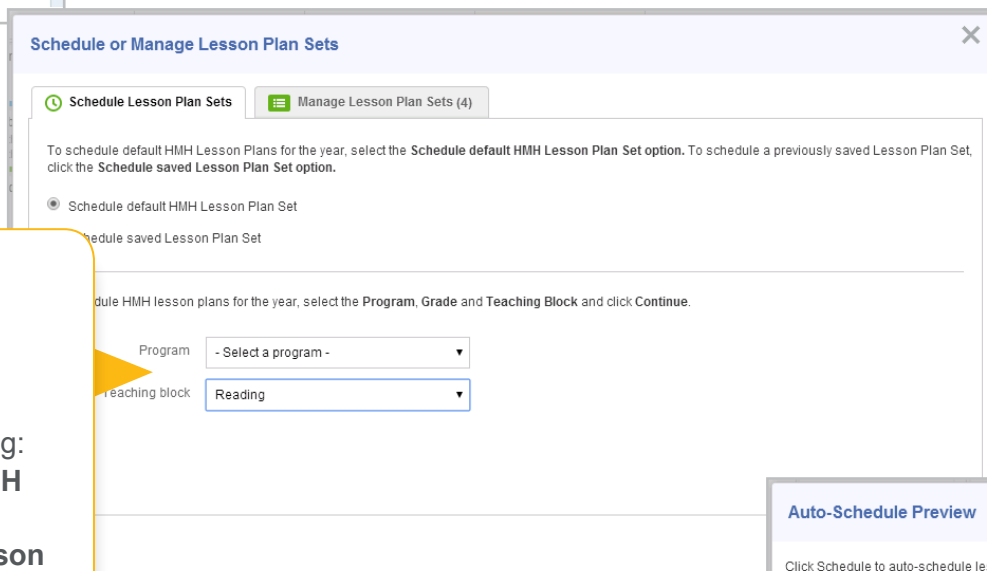 Schedule or Manage Lesson Plan Sets
Schedule Lesson Plan Sets
Manage Lesson Plan Sets (4)
To schedule default HMH Lesson Plans for the year, select the Schedule default HMH Lesson Plan Set option. To schedule a previously saved Lesson Plan Set,
click the Schedule saved Lesson Plan Set option.
Schedule default HMH Lesson Plan Set
saved Lesson Plan Set
HMH lesson plans for the year, select the Program, Grade and Teaching Block and click Continue.
Program
- Select a program -
block
Reading
g:
H
son
Auto-Schedule Preview
Click Schedule to auto-schedule